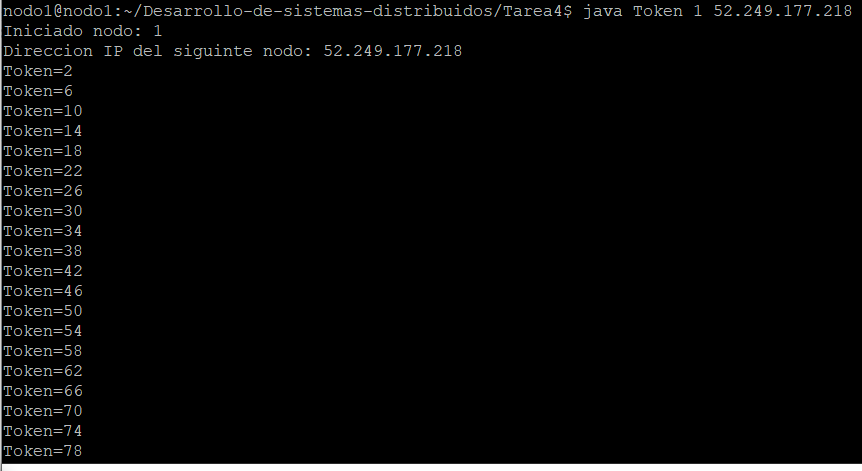 nodo1@nodo1:~/Desarrollo-de-sistemas-distribuidos/Tarea4$ java Token 1 52.249.177.218
Iniciado nodo: 1
Direccion IP del siguinte nodo: 52.249.177.218
Token=2
Token=6
Token=10
Token=14
Token=18
Token=22
Token=26
Token=30
Token=34
Token=38
Token=42
Token=46
Token=50
Token=54
Token=58
Token=62
Token=66
Token=70
Token=74
Token=78